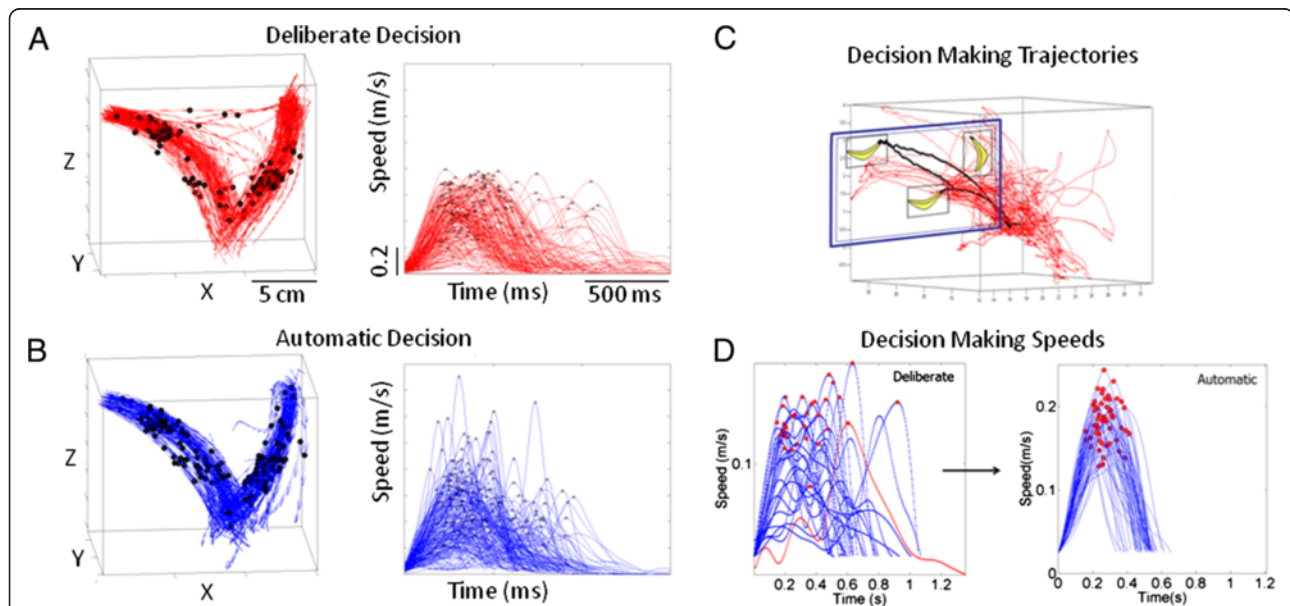 A
Deliberate Decision
Z
Y
X
5 cm
Speed (m/s)
0.2
Time (ms)
500 ms
B
Automatic Decision
Z
Y
X
Speed (m/s)
Time (ms)
C
Decision Making Trajectories
D
Decision Making Speeds
Deliberate
Speed (m/s)
0.1
0.2 0.4 0.6 0.8 1 1.2
Time (s)
Automatic
Speed(m/s)
0.2
0.1
0
0 0.2 0.4 0.6 0.8 1 1.2
Time(s)